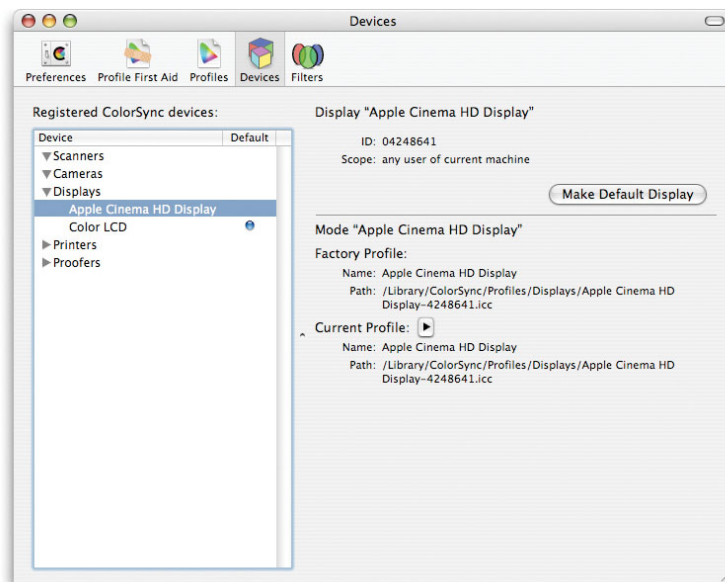 Devices
Preferences Profile First Aid Profiles Devices Filters
Registered ColorSync devices:
Device Default
Scanners
Cameras
Displays
Apple Cinema HD Display
Color LCD
Printers
Proofers
Display "Apple Cinema HD Display"
ID: 04248641
Scope: any user of current machine
Make Default Display
Mode "Apple Cinema HD Display"
Factory Profile:
Name: Apple Cinema HD Display
Path: /Library/ColorSync/Profiles/Displays/Apple Cinema HD
Display-4248641.icc
Current Profile:
Name: Apple Cinema HD Display
Path: /Library/ColorSync/Profiles/Displays/Apple Cinema HD
Display-4248641.icc